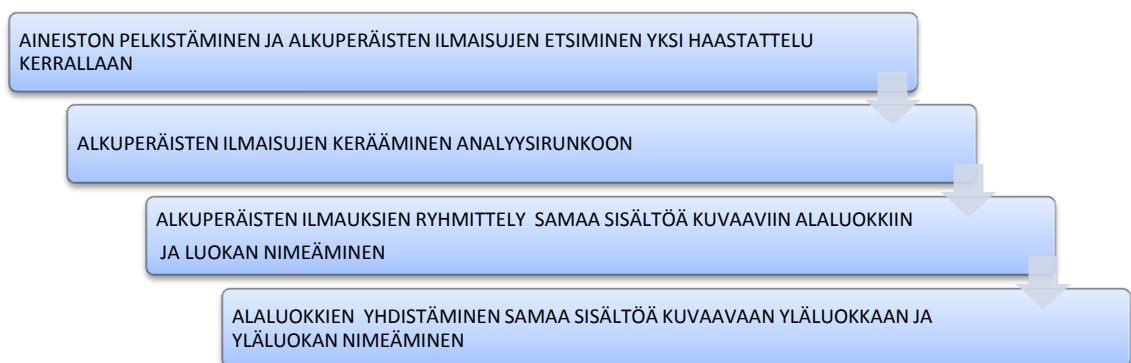 AINEISTON PELKISTÄMINEN JA ALKUPERÄISTEN ILMAISUJEN ETSIMINEN YKSI HAASTATTELU
KERRALLAAN
ALKUPERÄISTEN ILMAISUJEN KERÄÄMINEN ANALYYSIRUNKOON
ALKUPERÄISTEN ILMAUKSIEN RYHMITTELY SAMAA SISÄLTÖÄ KUVAAVIIN ALALUOKKIIN
JA LUOKAN NIMEÄMINEN
ALALUOKKIEN YHDISTÄMINEN SAMAA SISÄLTÖÄ KUVAAVAAN YLÄLUOKKAAN JA
YLÄLUOKAN NIMEÄMINEN